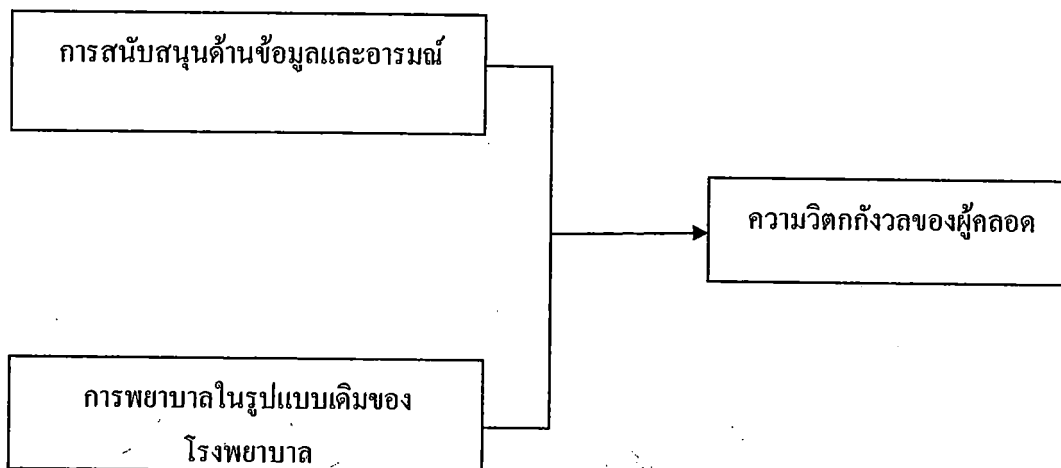 การสนับสนุนด้านข้อมูลและอารมณ์
ความวิตกกังวลของผู้คลอด
การพยาบาลในรูปแบบเดิมของ
โรงพยาบาล